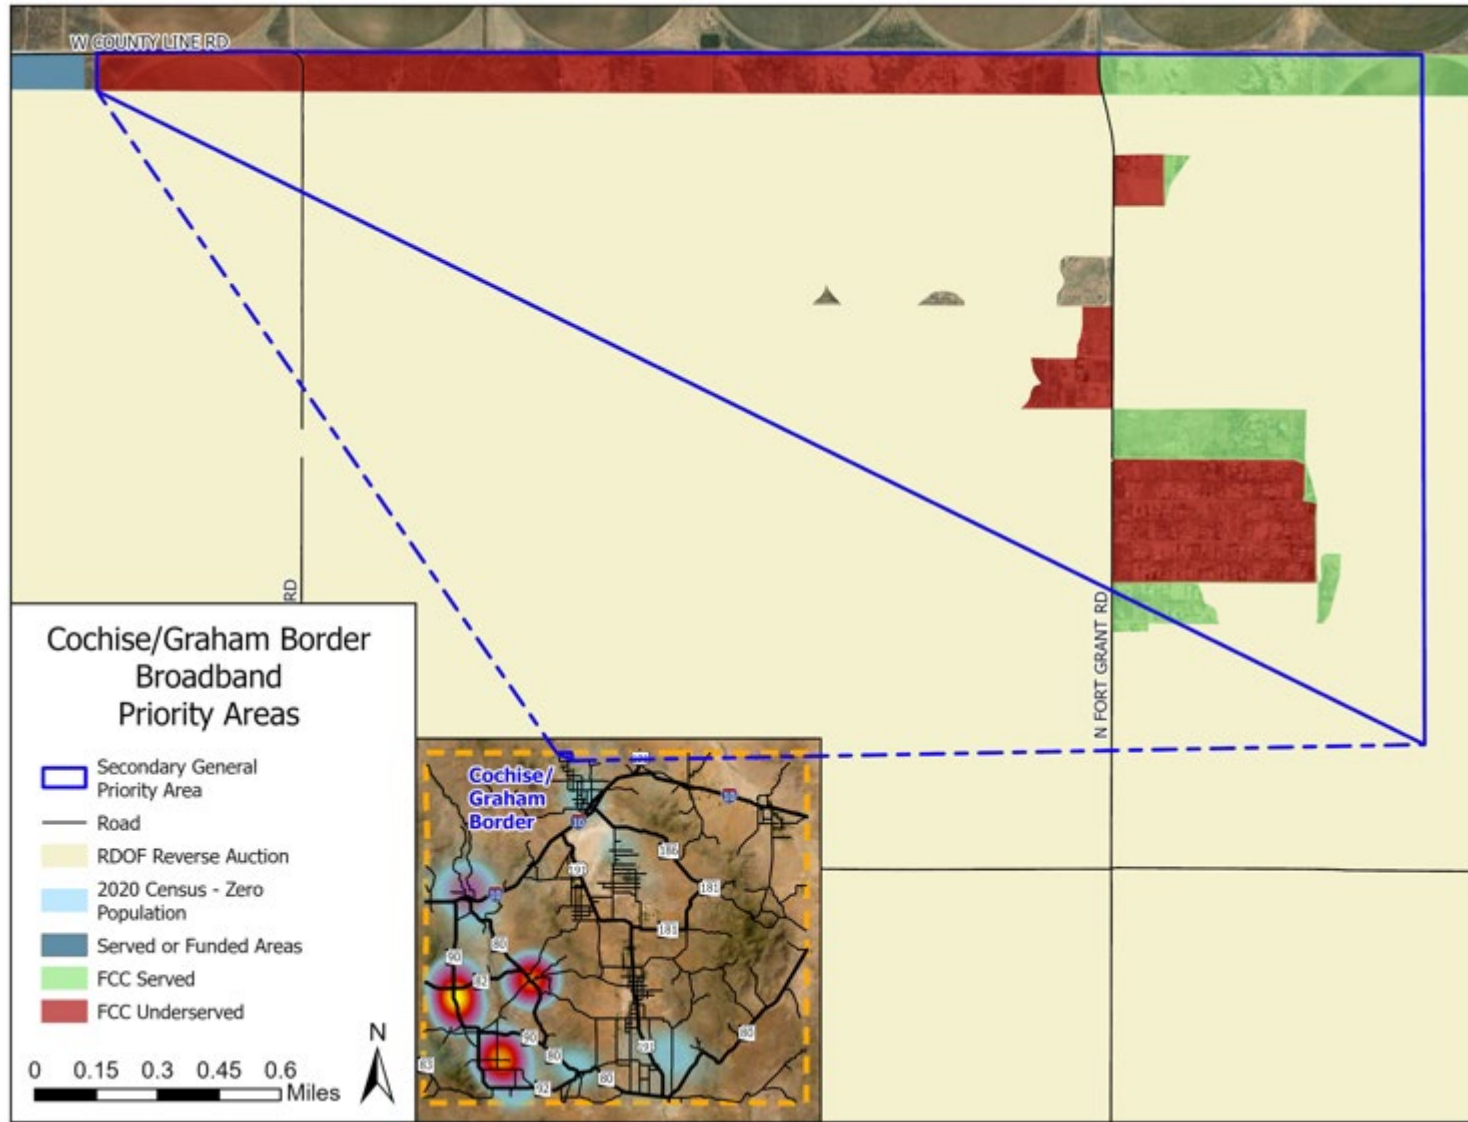 W COUNTY LINE RD
RD
N FORT GRANT RD
Cochise/Graham Border
Broadband
Priority Areas
Secondary General
Priority Area
Road
RDOF Reverse Auction
2020 Census - Zero
Population
Served or Funded Areas
FCC Served
FCC Underserved
N
0 0.15 0.3 0.45 0.6
Miles
Cochise/
Graham
Border
10
186
191
181
10
181
80
90
82
90
80
191
80
83
92
80